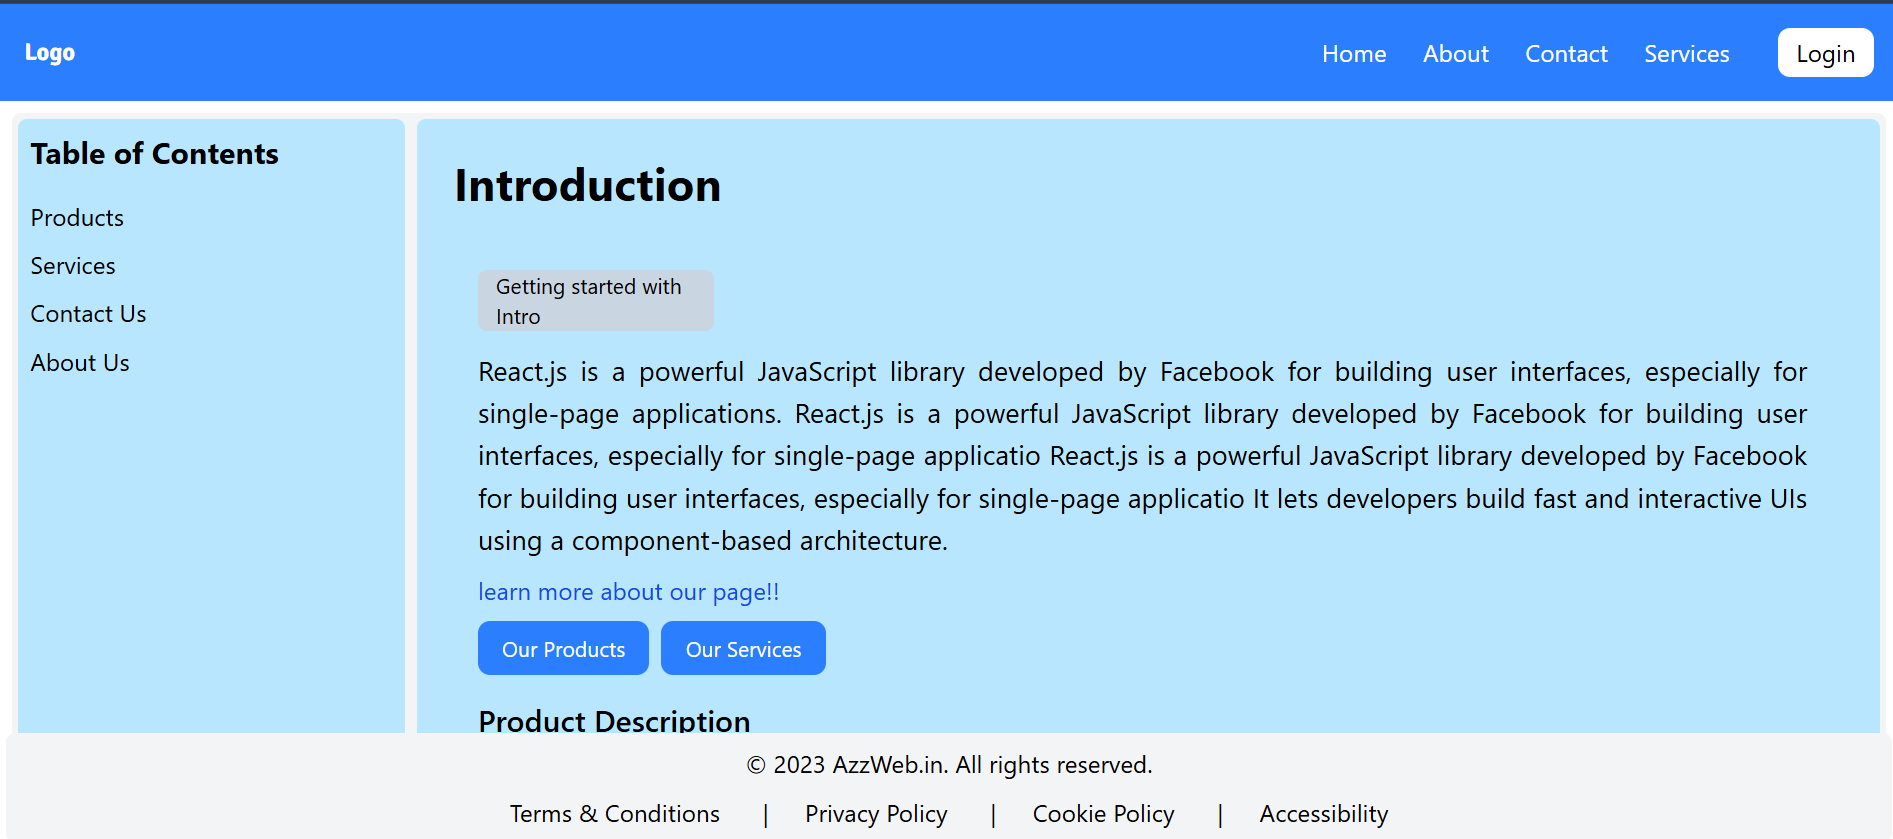 Logo
Home About Contact Services Login
Table of Contents
Products
Services
Contact Us
About Us
Introduction
Getting started with
Intro
React.js is a powerful JavaScript library developed by Facebook for building user interfaces, especially for
single-page applications. React.js is a powerful JavaScript library developed by Facebook for building user
interfaces, especially for single-page applicatio React.js is a powerful JavaScript library developed by Facebook
for building user interfaces, especially for single-page applicatio It lets developers build fast and interactive UIs
using a component-based architecture.
learn more about our page!!
Our Products Our Services
Product Description
© 2023 AzzWeb.in. All rights reserved.
Terms & Conditions | Privacy Policy | Cookie Policy | Accessibility